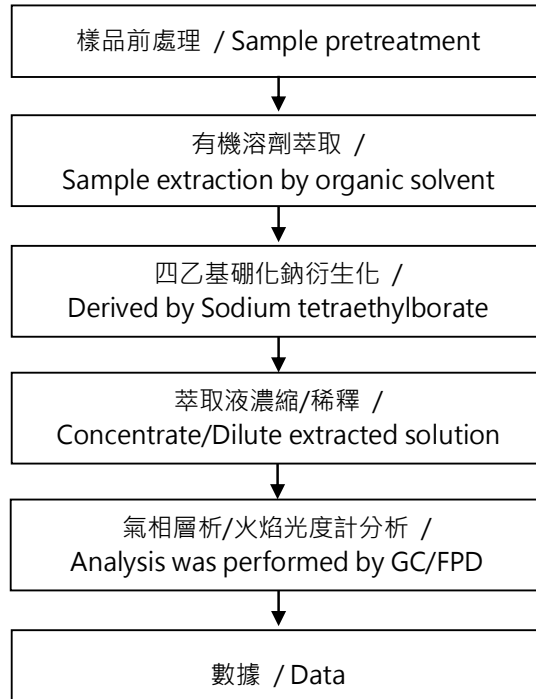 樣品前處理 / Sample pretreatment
有機溶劑萃取 /
Sample extraction by organic solvent
四乙基硼化鈉衍生化 /
Derived by Sodium tetraethylborate
萃取液濃縮/稀釋 /
Concentrate/Dilute extracted solution
氣相層析/火焰光度計分析 /
Analysis was performed by GC/FPD
數據 / Data